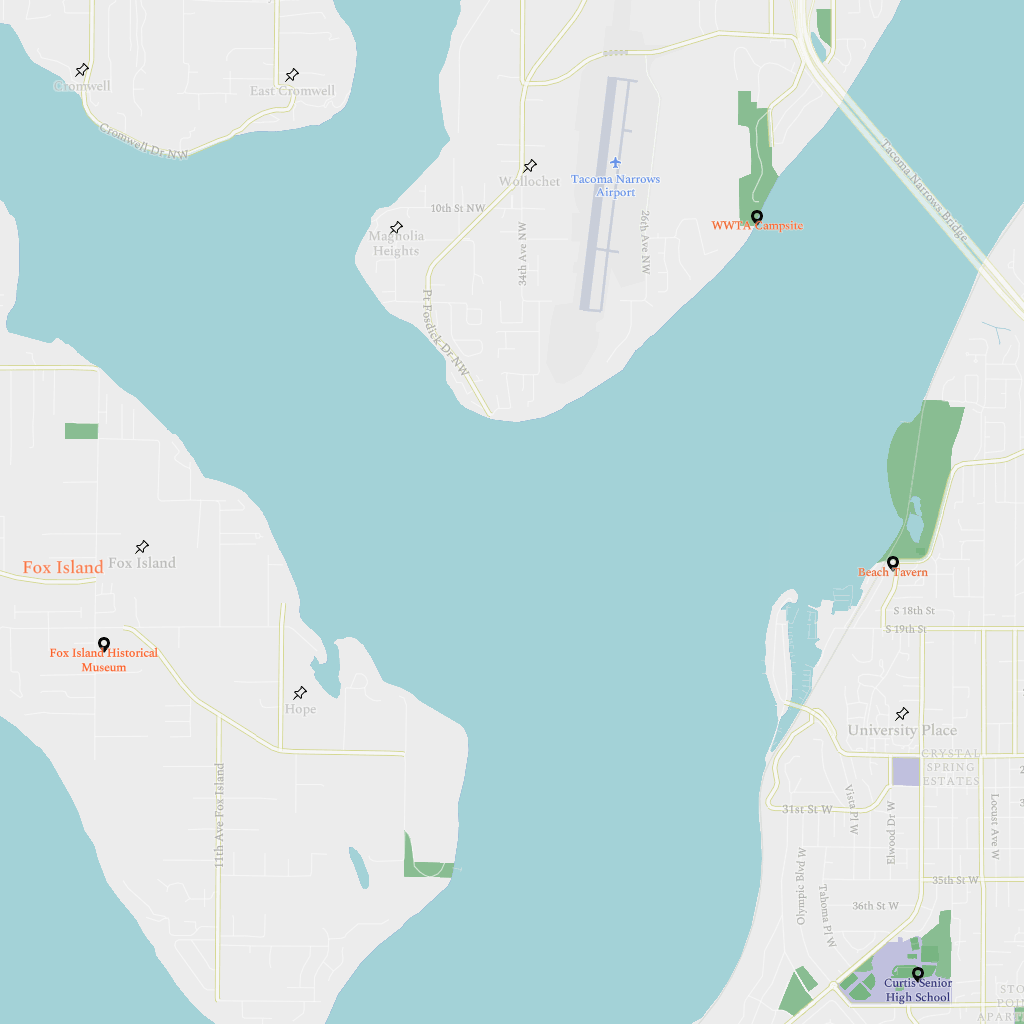 Cromwell
East Cromwell
Cromwell Dr NW
Tacoma Narrows Bridge
Wollochet
Tacoma Narrows
Airport
10th St NW
WWTA Campsite
Magnolia
Heights
34th Ave NW
26th Ave NW
Pt Fosdick Dr NW
Fox Island
Fox Island
Beach Tavern
S 18th St
S 19th St
Fox Island Historical
Museum
Hope
University Place
CRYSTAL
SPRING
ESTATES
11th Ave Fox Island
31st St W
Vista Pl W
Elwood Dr W
Locust Ave W
Olympic Blvd W
Tahoma Pl W
35th St W
36th St W
Curtis Senior
High School